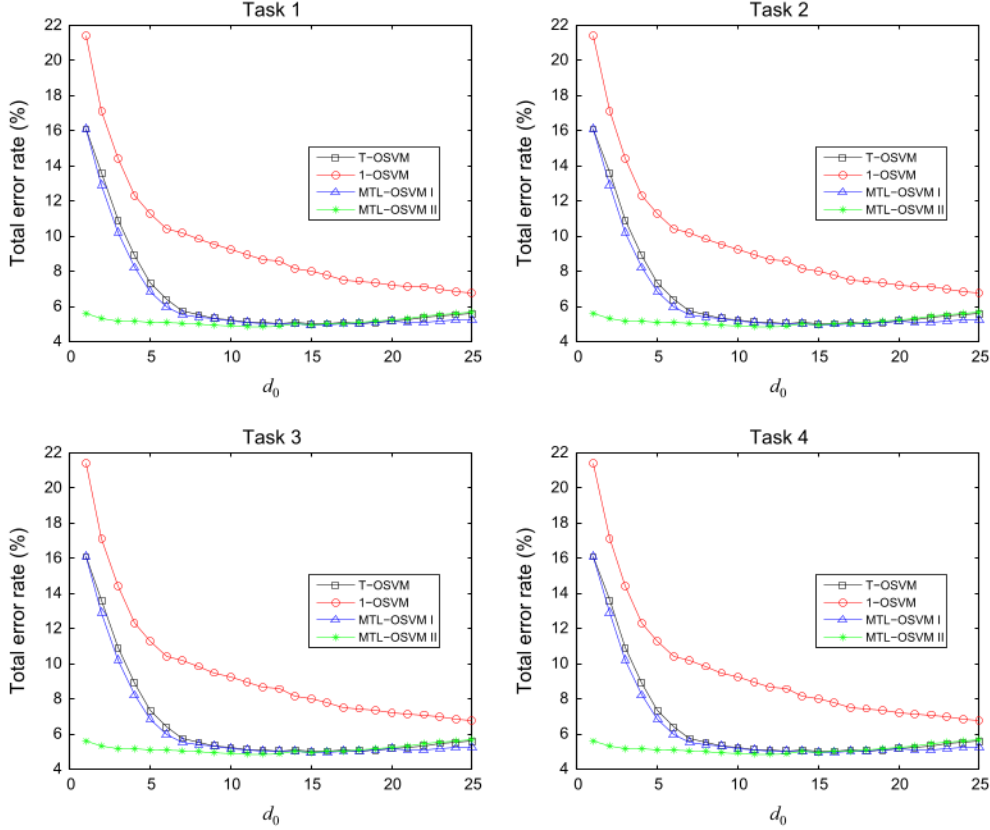 Task 1
Total error rate (%)
22
20
18
16
14
12
10
8
6
4
0
5
10
15
20
25
d0
T-OSVM
1-OSVM
MTL-OSVM I
MTL-OSVM II
Task 2
Total error rate (%)
22
20
18
16
14
12
10
8
6
4
0
5
10
15
20
25
d0
T-OSVM
1-OSVM
MTL-OSVM I
MTL-OSVM II
Task 3
Total error rate (%)
22
20
18
16
14
12
10
8
6
4
0
5
10
15
20
25
d0
T-OSVM
1-OSVM
MTL-OSVM I
MTL-OSVM II
Task 4
Total error rate (%)
22
20
18
16
14
12
10
8
6
4
0
5
10
15
20
25
d0
T-OSVM
1-OSVM
MTL-OSVM I
MTL-OSVM II